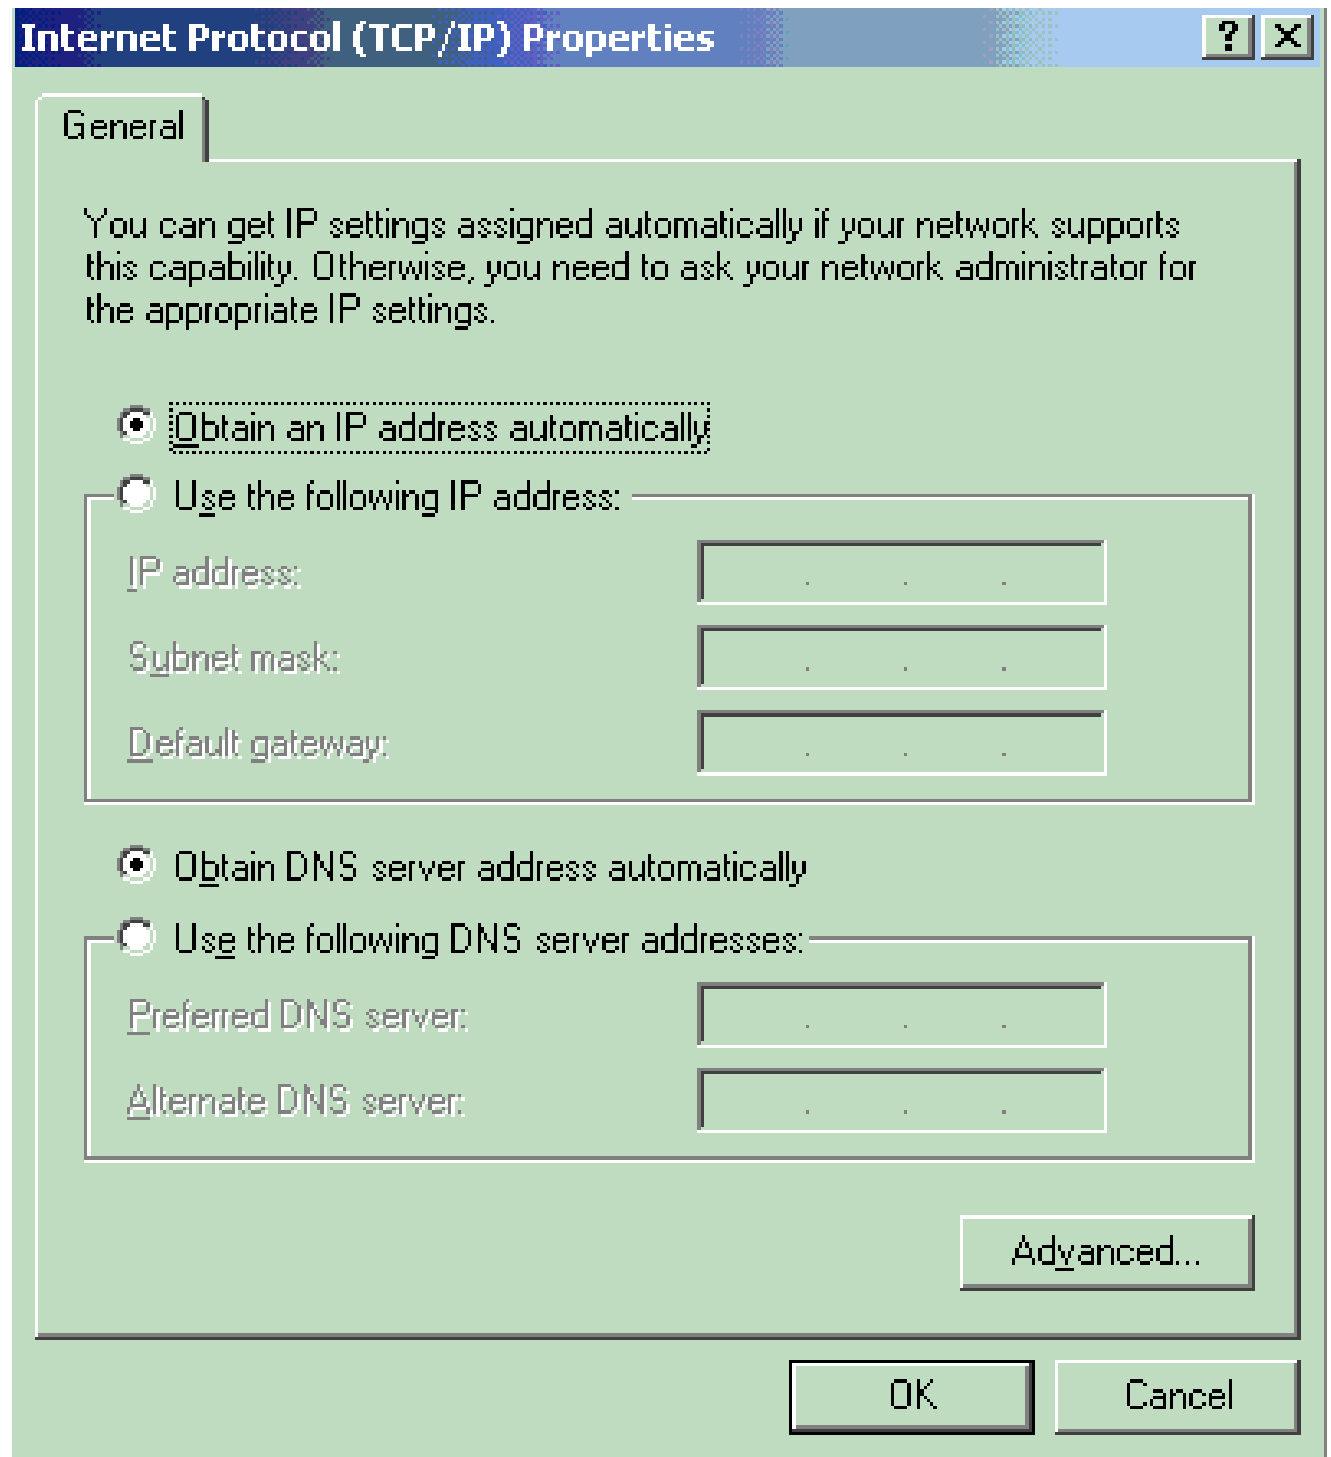 Internet Protocol (TCP/IP) Properties
General
You can get IP settings assigned automatically if your network supports
this capability. Otherwise, you need to ask your network administrator for
the appropriate IP settings.
Obtain an IP address automatically
Use the following IP address:
IP address:
Subnet mask:
Default gateway:
Obtain DNS server address automatically
Use the following DNS server addresses:
Preferred DNS server:
Alternate DNS server:
Advanced...
OK
Cancel